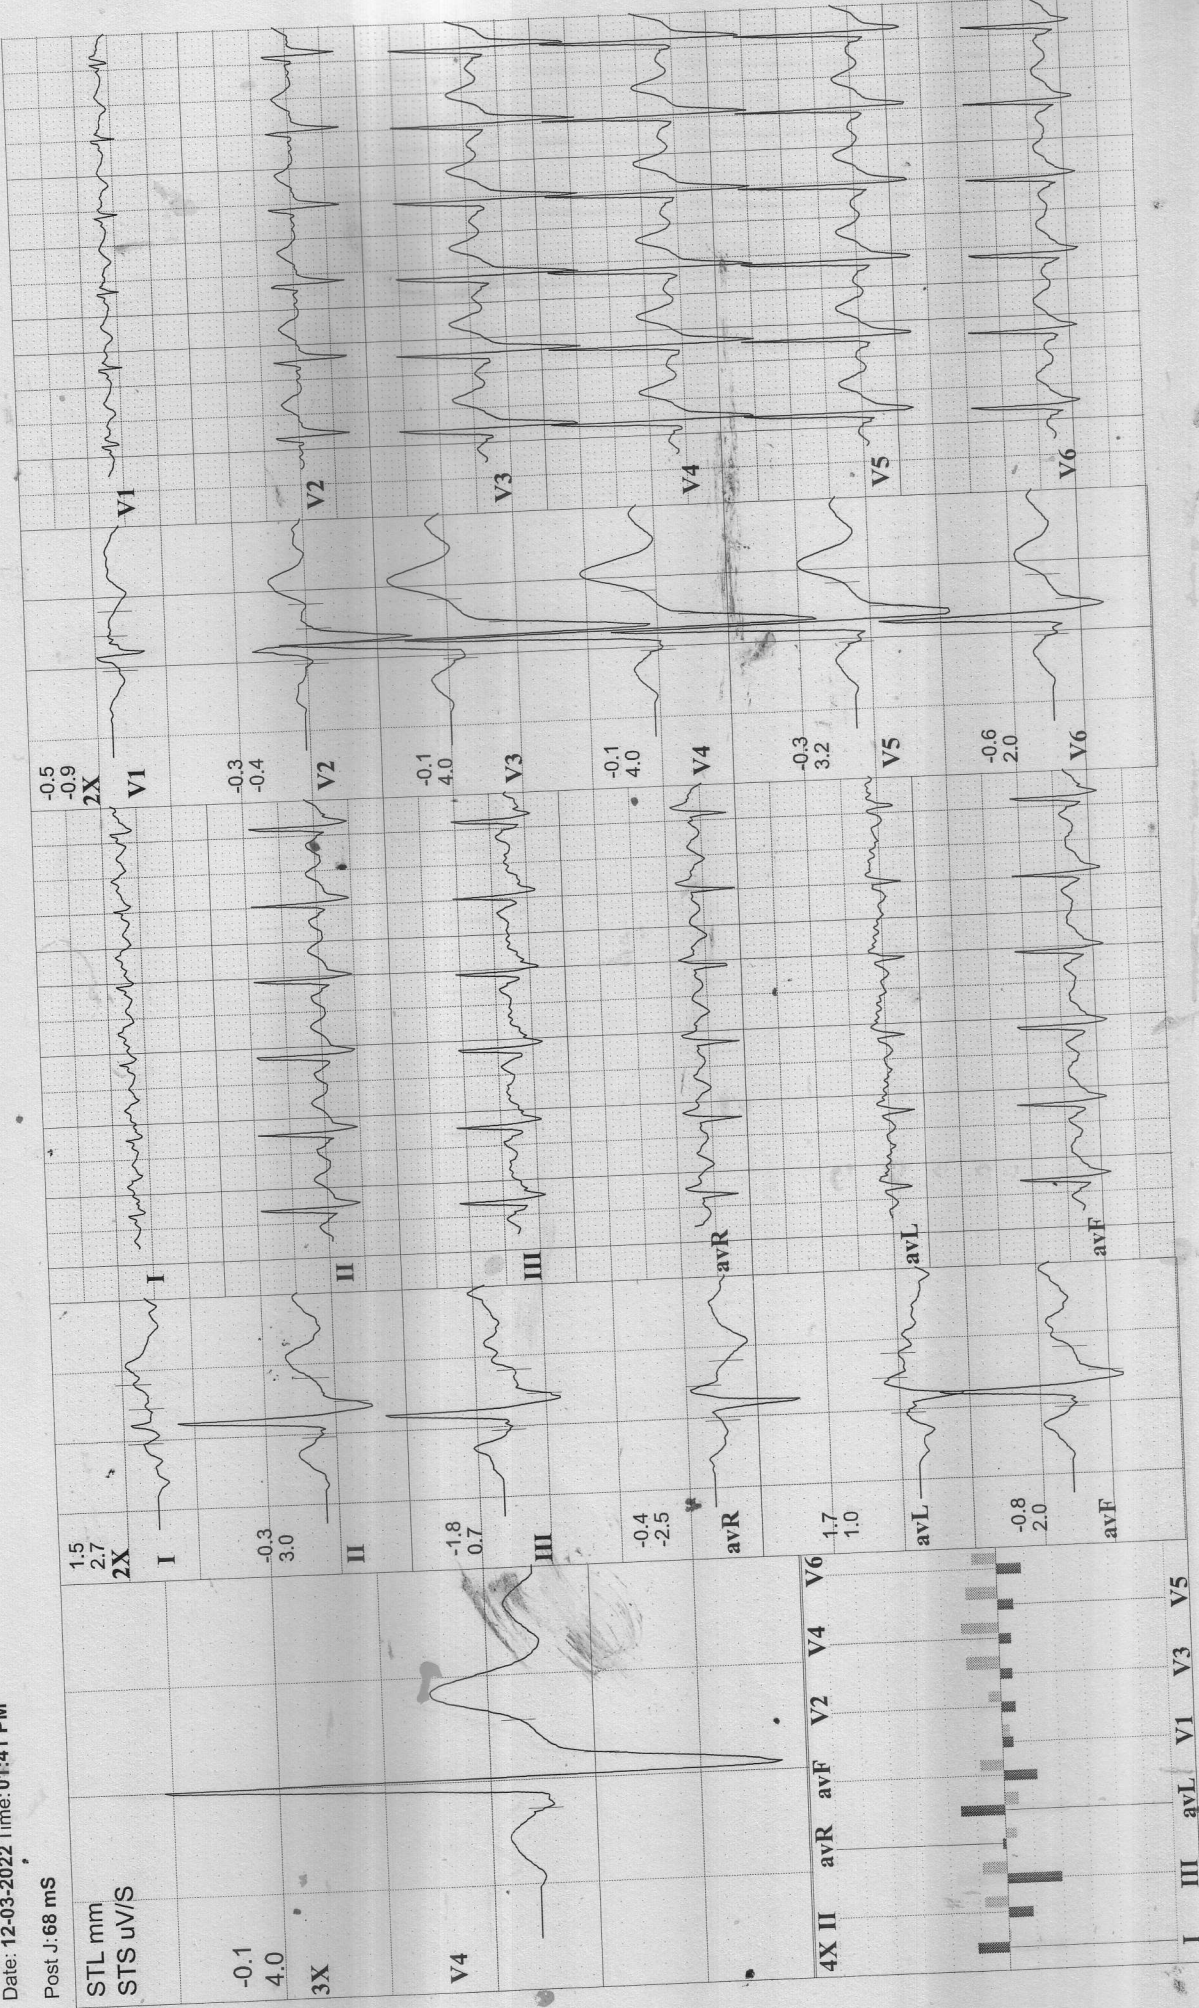 Date: 12-03-2022 Time: 01:41 PM
Post J: 68 mS
STL mm
STS uV/S
-0.1
4.0
3X
V4
4X II avR avF V2 V4 V6
I III avL V1 V3 V5
1.5
2.7
2X
I
-0.3
3.0
II
-1.8
0.7
III
-0.4
-2.5
avR
1.7
1.0
avL
-0.8
2.0
avF
I
II
III
avR
avL
avF
-0.5
-0.9
2X
V1
-0.3
-0.4
V2
-0.1
4.0
V3
-0.1
4.0
V4
-0.3
3.2
V5
-0.6
2.0
V6
V1
V2
V3
V4
V5
V6